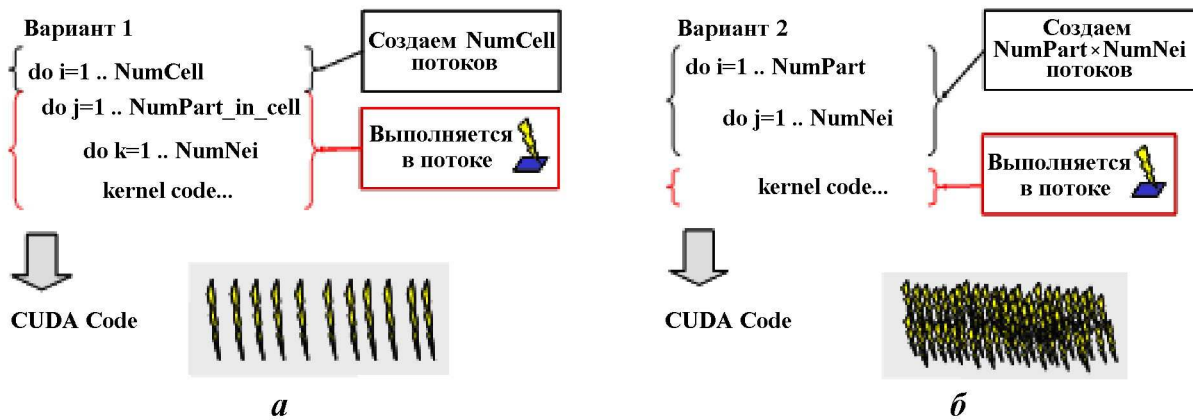 Вариант 1
do i=1 .. NumCell
do j=1 .. NumPart_in_cell
do k=1 .. NumNei
kernel code...
Создаем NumCell
потоков
Выполняется
в потоке
CUDA Code
а
Вариант 2
do i=1 .. NumPart
do j=1 .. NumNei
kernel code...
Создаем
NumPart×NumNei
потоков
Выполняется
в потоке
CUDA Code
б